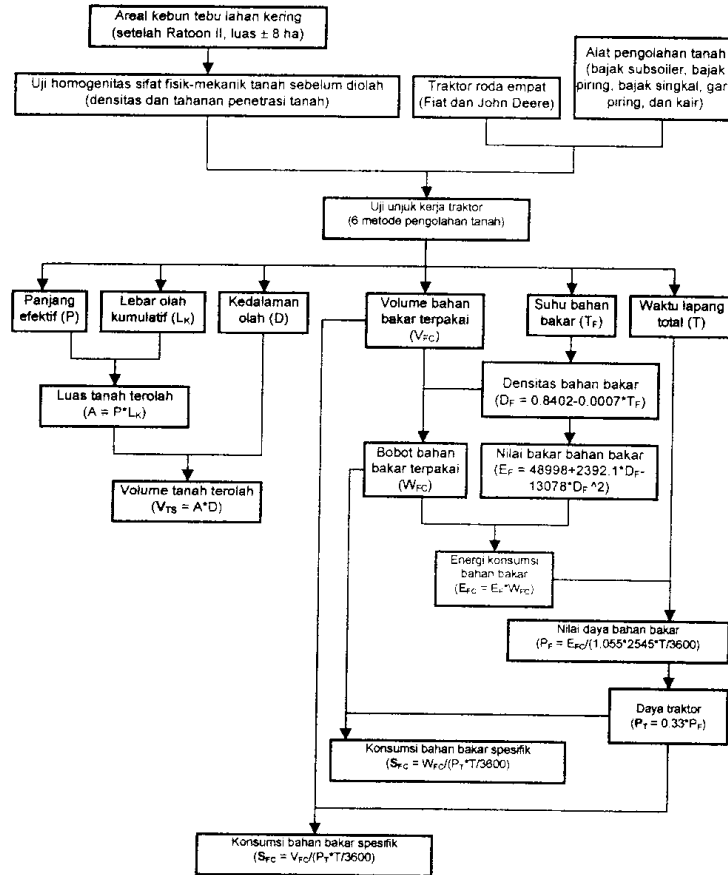 Areal kebun tebu lahan kering
(setelah Ratoon II, luas ± 8 ha)
Uji homogenitas sifat fisik-mekanik tanah sebelum diolah
(densitas dan tahanan penetrasi tanah)
Traktor roda empat
(Fiat dan John Deere)
Alat pengolahan tanah
(bajak subsoiler, bajak
piring, bajak singkal, gar
piring, dan kair)
Uji unjuk kerja traktor
(6 metode pengolahan tanah)
Panjang
efektif (P)
Lebar olah
kumulatif (LK)
Kedalaman
olah (D)
Volume bahan
bakar terpakai
(VFC)
Suhu bahan
bakar (TF)
Waktu lapang
total (T)
Luas tanah terolah
(A = P*LK)
Densitas bahan bakar
(DF = 0.8402-0.0007*TF)
Volume tanah terolah
(VTS = A*D)
Bobot bahan
bakar terpakai
(WFC)
Nilai bakar bahan bakar
(EF = 48998+2392.1*DF-
13078*DF ^2)
Energi konsumsi
bahan bakar
(EFC = EF*WFC)
Nilai daya bahan bakar
(PF = EFC/(1.055*2545*T/3600)
Daya traktor
(PT = 0.33*PF)
Konsumsi bahan bakar spesifik
(SFC = WFC/(PT*T/3600)
Konsumsi bahan bakar spesifik
(SFC = VFC/(PT*T/3600)